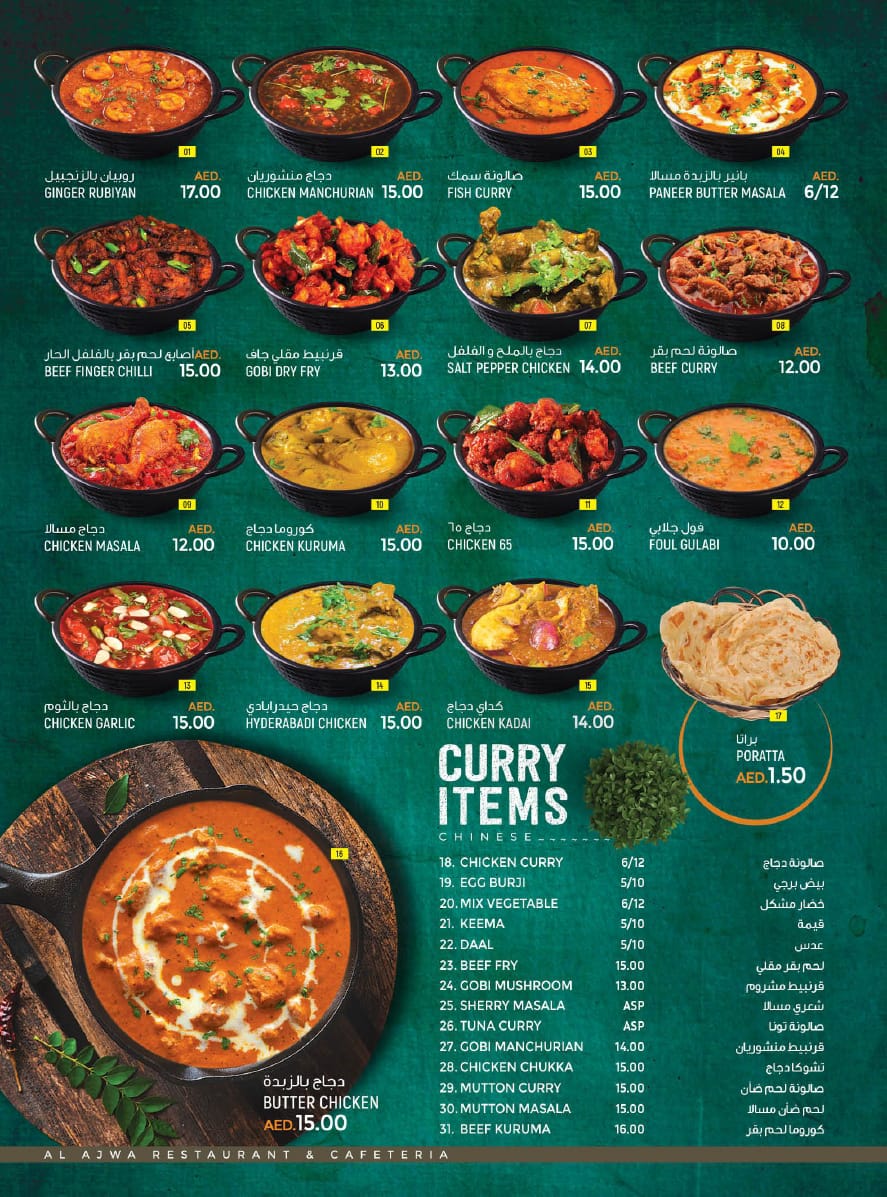 01
02
03
04
روبيان بالزنجبيل AED.
GINGER RUBIYAN 17.00
دجاج منشوريان AED.
CHICKEN MANCHURIAN 15.00
صالونة سمك AED.
FISH CURRY 15.00
بانير بالزبدة مسالا AED.
PANEER BUTTER MASALA 6/12
05
06
07
08
أصابع لحم بقر بالفلفل الحار AED.
BEEF FINGER CHILLI 15.00
قرنبيط مقلي جاف AED.
GOBI DRY FRY 13.00
دجاج بالملح و الفلفل AED.
SALT PEPPER CHICKEN 14.00
صالونة لحم بقر AED.
BEEF CURRY 12.00
09
10
11
12
دجاج مسالا AED.
CHICKEN MASALA 12.00
كوروما دجاج AED.
CHICKEN KURUMA 15.00
دجاج ٦٥ AED.
CHICKEN 65 15.00
فول جلابي AED.
FOUL GULABI 10.00
13
14
15
17
دجاج بالثوم AED.
CHICKEN GARLIC 15.00
دجاج حيدرابادي AED.
HYDERABADI CHICKEN 15.00
كداي دجاج AED.
CHICKEN KADAI 14.00
براتا
PORATTA
AED.1.50
16
دجاج بالزبدة
BUTTER CHICKEN
AED.15.00
CURRY
ITEMS
CHINESE
18. CHICKEN CURRY 6/12 صالونة دجاج
19. EGG BURJI 5/10 بيض برجي
20. MIX VEGETABLE 6/12 خضار مشكل
21. KEEMA 5/10 قيمة
22. DAAL 5/10 عدس
23. BEEF FRY 15.00 لحم بقر مقلي
24. GOBI MUSHROOM 13.00 قرنبيط مشروم
25. SHERRY MASALA ASP شعري مسالا
26. TUNA CURRY ASP صالونة تونا
27. GOBI MANCHURIAN 14.00 قرنبيط منشوريان
28. CHICKEN CHUKKA 15.00 تشوكا دجاج
29. MUTTON CURRY 15.00 صالونة لحم ضأن
30. MUTTON MASALA 15.00 لحم ضأن مسالا
31. BEEF KURUMA 16.00 كوروما لحم بقر
AL AJWA RESTAURANT & CAFETERIA